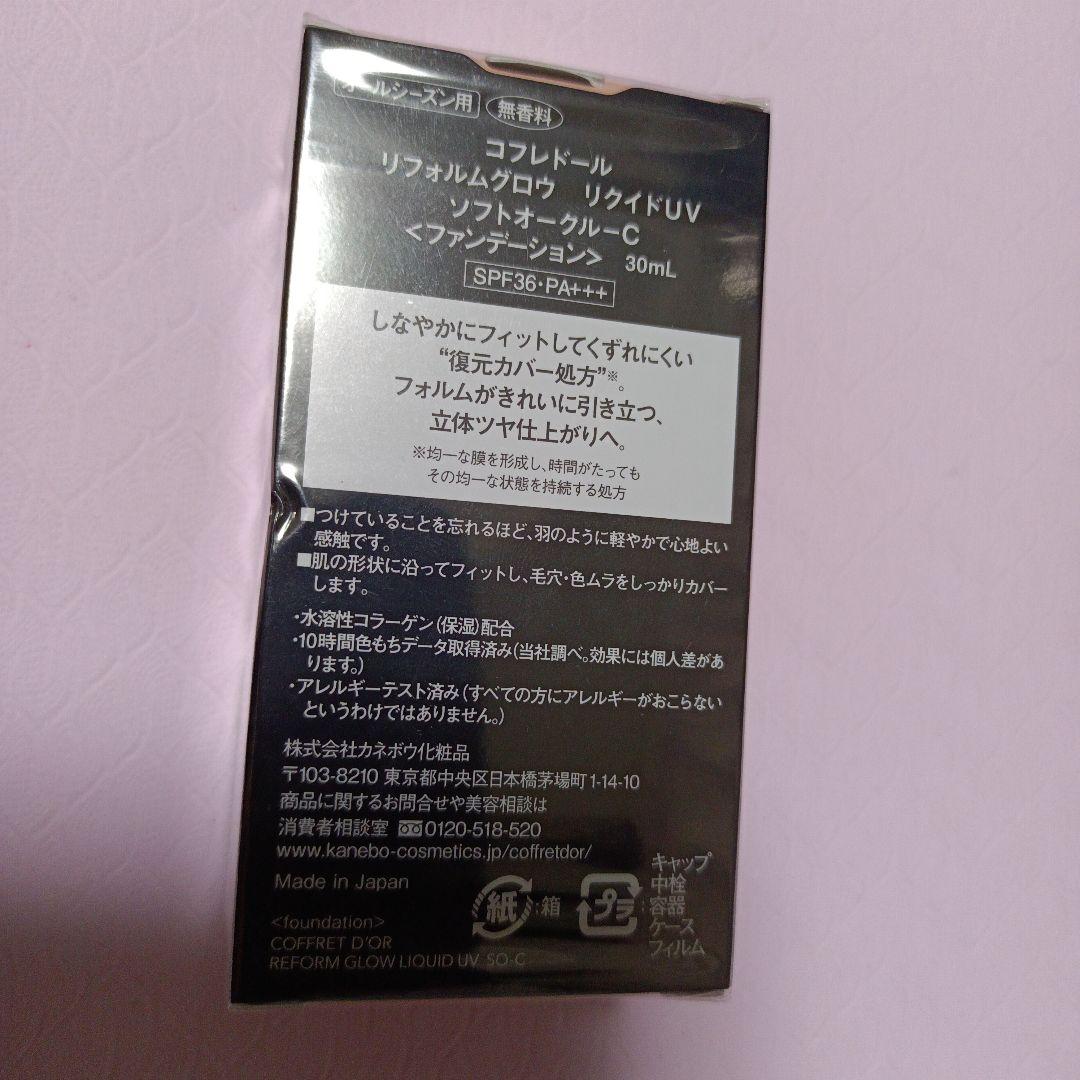 オールシーズン用 無香料
コフレドール
リフォルムグロウ リクイドUV
ソフトオークル-C
<ファンデーション> 30mL
SPF36・PA+++
しなやかにフィットしてくずれにくい
“復元カバー処方”※。
フォルムがきれいに引き立つ、
立体ツヤ仕上がりへ。
※均一な膜を形成し、時間がたっても
その均一な状態を持続する処方
■つけていることを忘れるほど、羽のように軽やかで心地よい
感触です。
■肌の形状に沿ってフィットし、毛穴・色ムラをしっかりカバー
します。
・水溶性コラーゲン(保湿)配合
・10時間色もちデータ取得済み(当社調べ。効果には個人差があ
ります。)
・アレルギーテスト済み(すべての方にアレルギーがおこらない
というわけではありません。)
株式会社カネボウ化粧品
〒103-8210 東京都中央区日本橋茅場町1-14-10
商品に関するお問合せや美容相談は
消費者相談室 0120-518-520
www.kanebo-cosmetics.jp/coffretdor/
Made in Japan
<foundation>
COFFRET D'OR
REFORM GLOW LIQUID UV SO-C
紙:箱
プラ:
キャップ
中栓
容器
ケース
フィルム